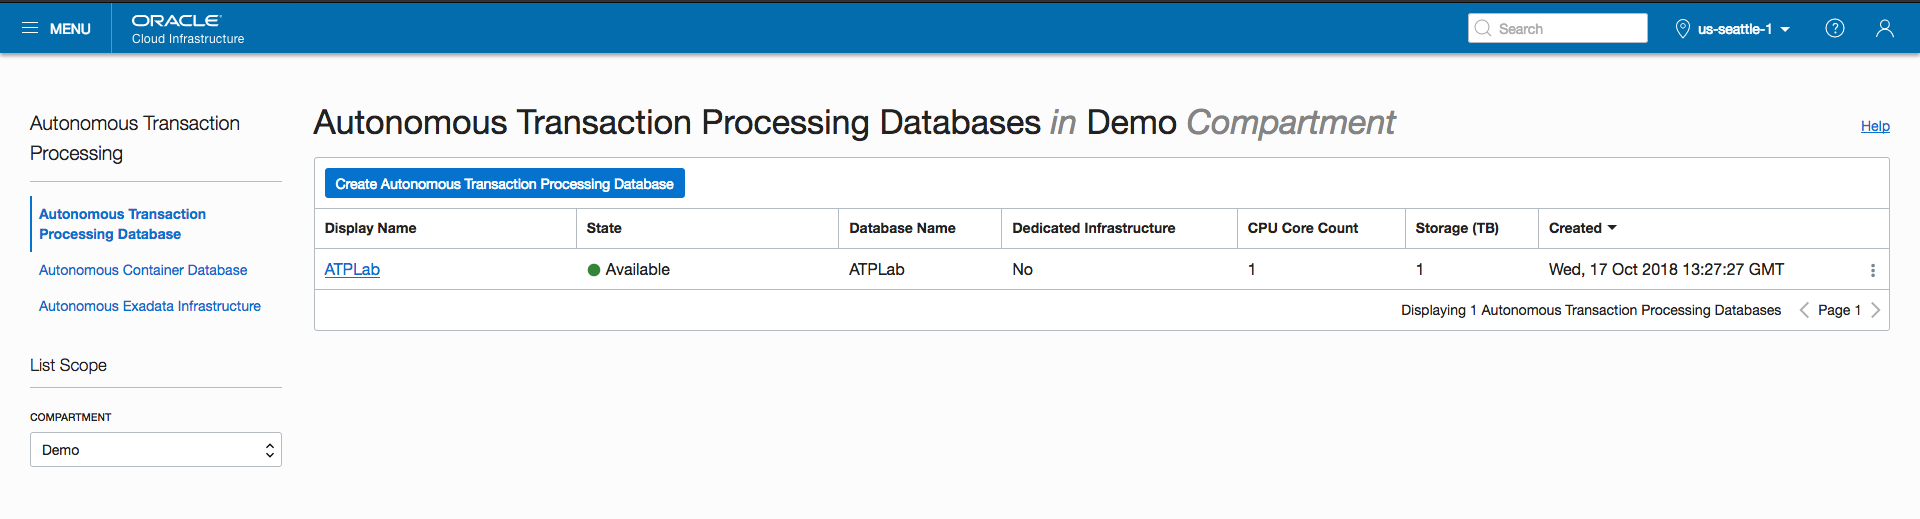 MENU
ORACLE
Cloud Infrastructure
Search
us-seattle-1
Autonomous Transaction
Processing
Autonomous Transaction
Processing Database
Autonomous Container Database
Autonomous Exadata Infrastructure
List Scope
COMPARTMENT
Demo
Autonomous Transaction Processing Databases in Demo Compartment
Help
Create Autonomous Transaction Processing Database
Display Name State Database Name Dedicated Infrastructure CPU Core Count Storage (TB) Created
ATPLab Available ATPLab No 1 1 Wed, 17 Oct 2018 13:27:27 GMT
Displaying 1 Autonomous Transaction Processing Databases Page 1